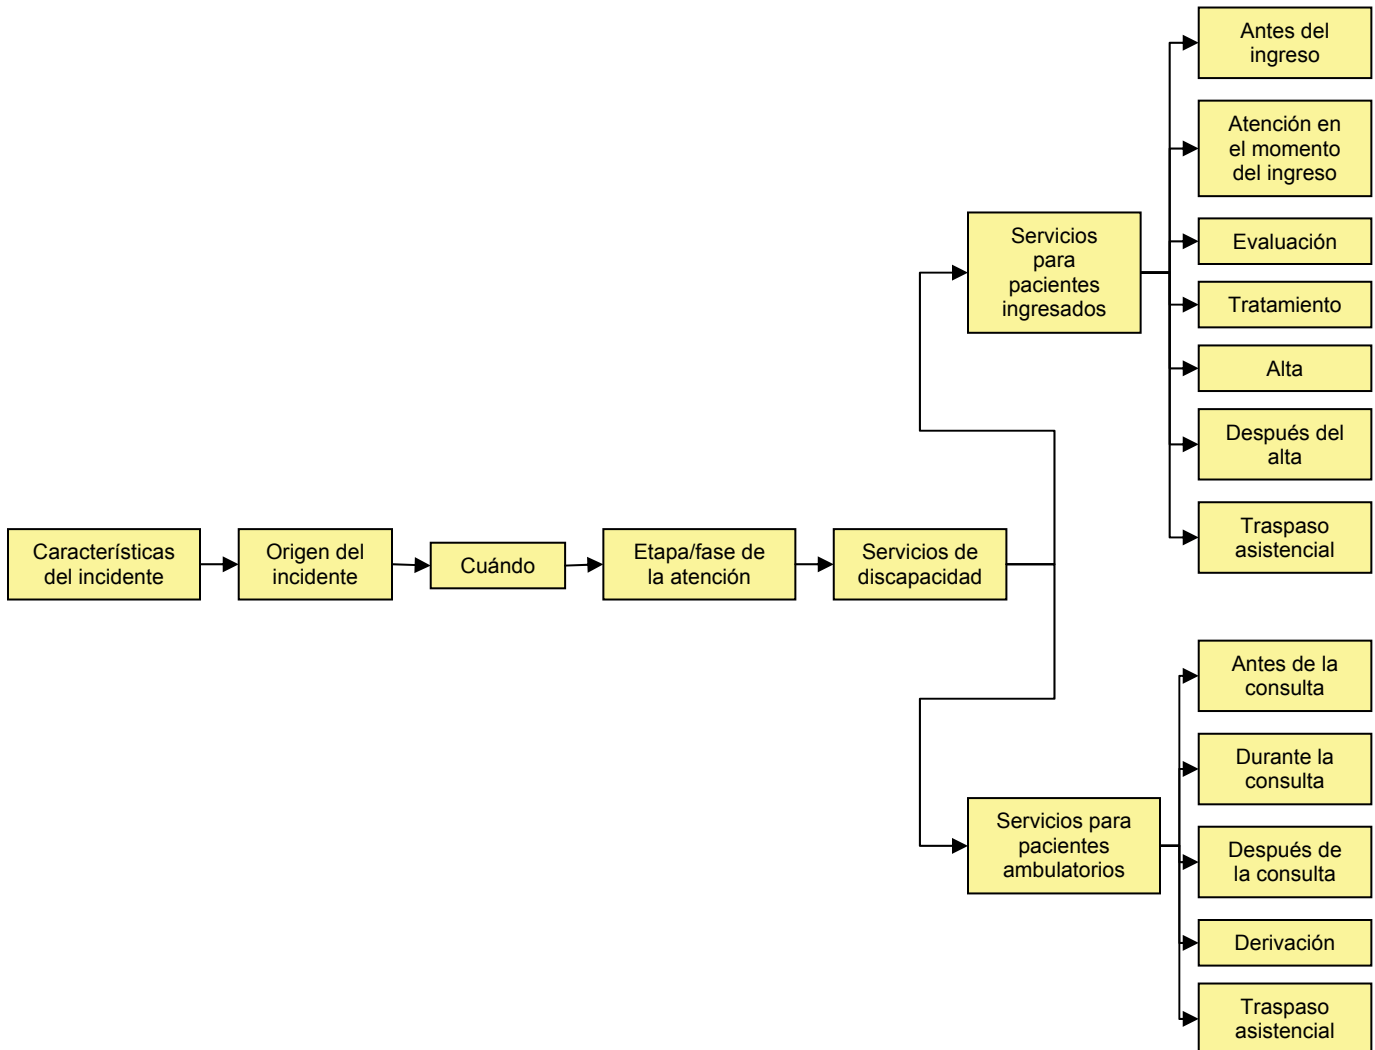 Características
del incidente
Origen del
incidente
Cuándo
Etapa/fase de
la atención
Servicios de
discapacidad
Servicios
para
pacientes
ingresados
Antes del
ingreso
Atención en
el momento
del ingreso
Evaluación
Tratamiento
Alta
Después del
alta
Traspaso
asistencial
Servicios para
pacientes
ambulatorios
Antes de la
consulta
Durante la
consulta
Después de
la consulta
Derivación
Traspaso
asistencial